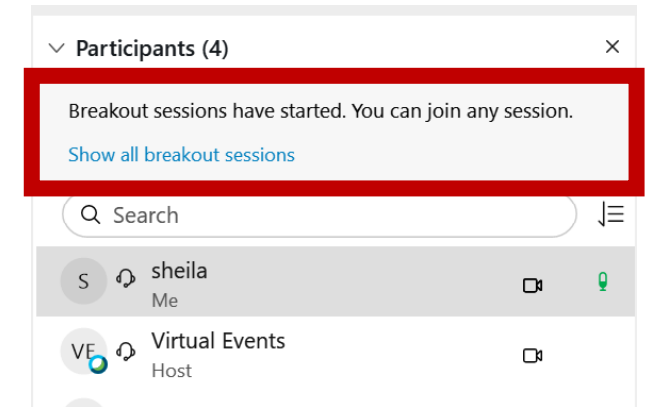 Participants (4)
Breakout sessions have started. You can join any session.
Show all breakout sessions
Search
S
sheila
Me
VE
Virtual Events
Host